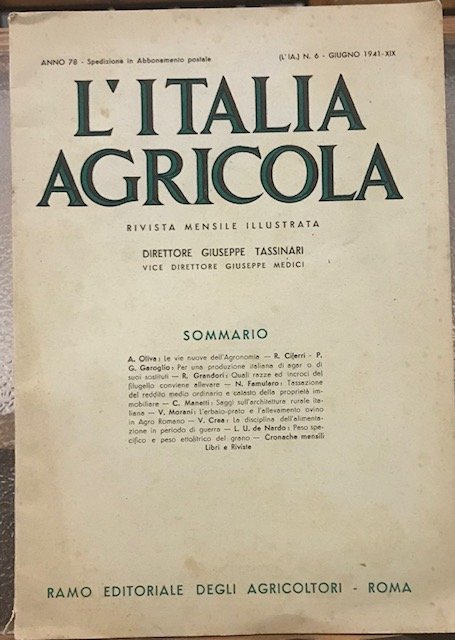 ANNO 78 - Spedizione in Abbonamento postale (L'IA.) N. 6 - GIUGNO 1941-XIX
L'ITALIA
AGRICOLA
RIVISTA MENSILE ILLUSTRATA
DIRETTORE GIUSEPPE TASSINARI
VICE DIRETTORE GIUSEPPE MEDICI
SOMMARIO
A. Oliva: Le vie nuove dell'Agronomia — R. Ciferri - P.
G. Garoglio: Per una produzione italiana di agar o di
suoi sostituti — R. Grandori: Quali razze ed incroci del
filugello conviene allevare — N. Famularo: Tassazione
del reddito medio ordinario e catasto della proprietà im-
mobiliare — C. Manetti: Saggi sull'architettura rurale ita-
liana — V. Morani: L'erbaio-prato e l'allevamento ovino
in Agro Romano — V. Crea: La disciplina dell'alimenta-
zione in periodo di guerra — L. U. de Nardo: Peso spe-
cifico e peso ettolitrico del grano — Cronache mensili
Libri e Riviste
RAMO EDITORIALE DEGLI AGRICOLTORI - ROMA